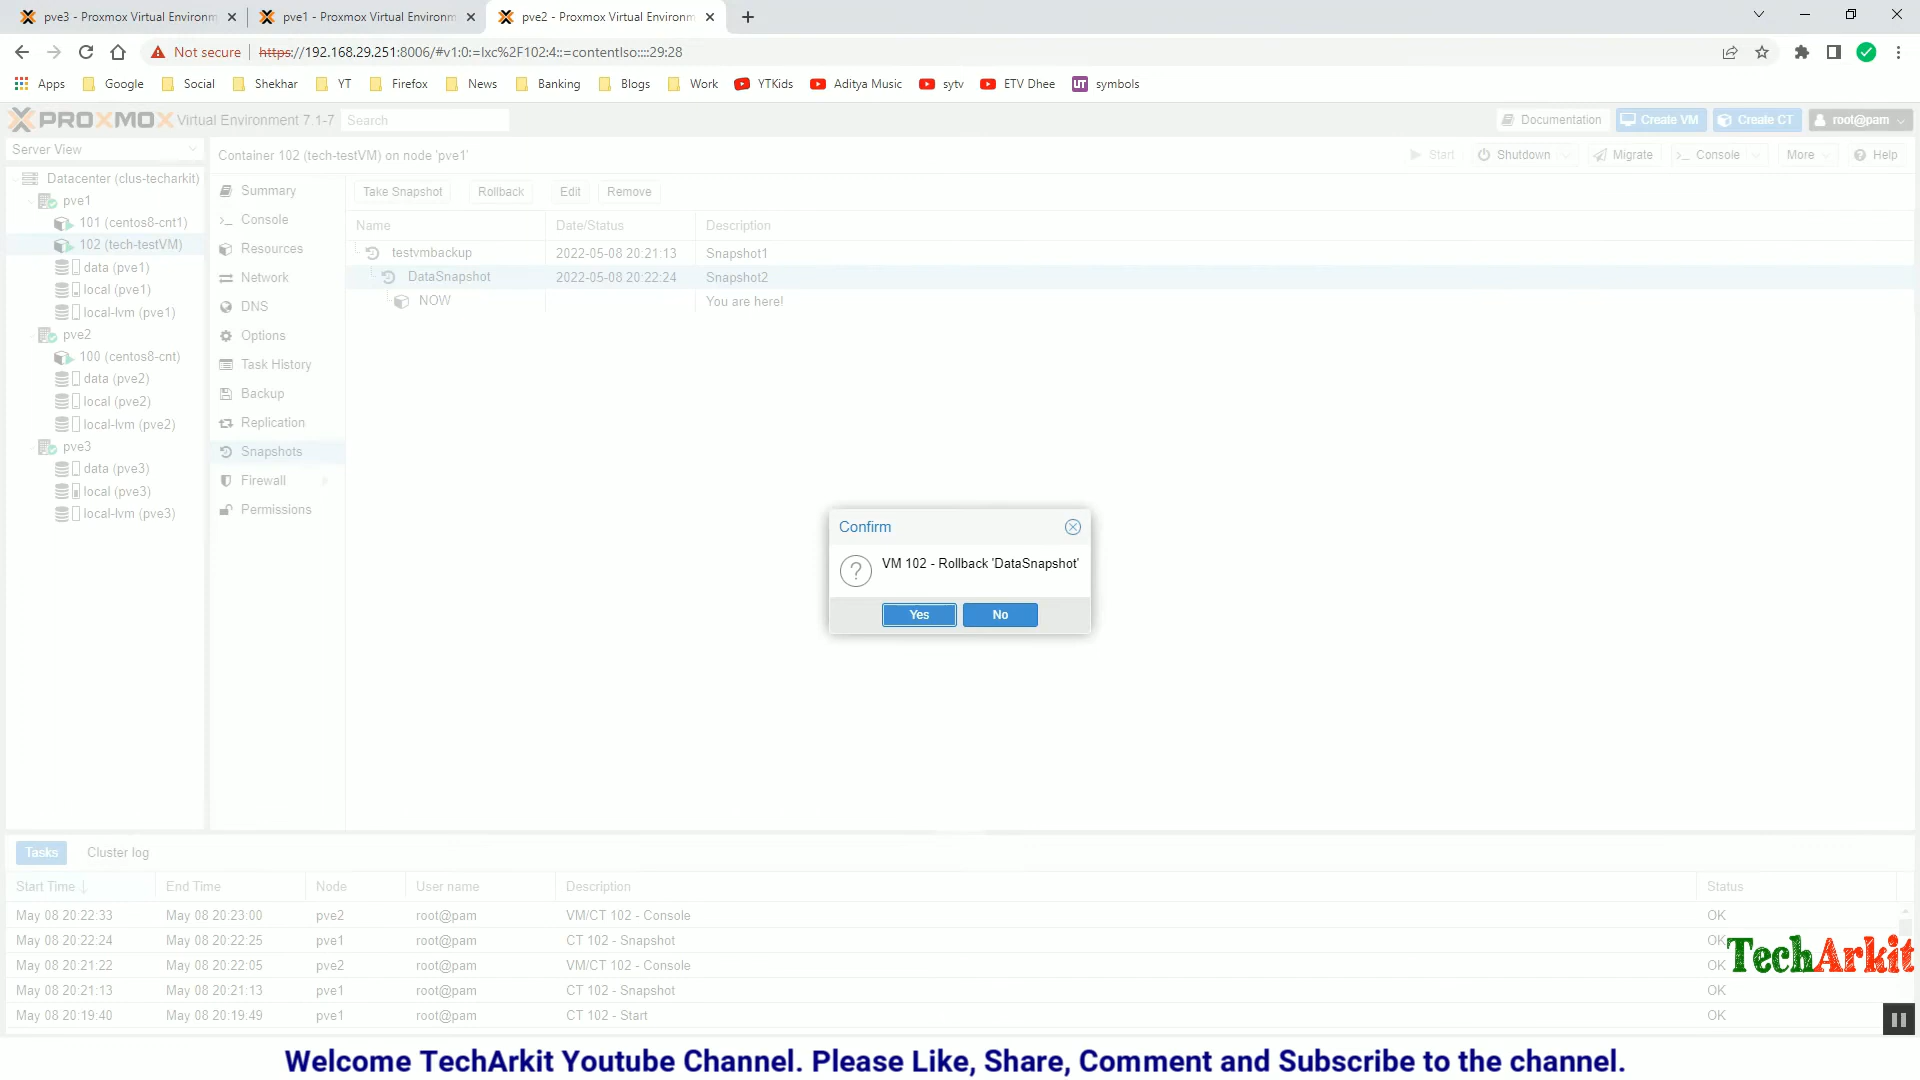 pve3 - Proxmox Virtual Environm
pve1 - Proxmox Virtual Environm
pve2 - Proxmox Virtual Environm
Not secure https://192.168.29.251:8006/#v1:0:=lxc%2F102:4::=contentIso::::29:28
Apps Google Social Shekhar YT Firefox News Banking Blogs Work YTKids Aditya Music sytv ETV Dhee symbols
PROXMOX Virtual Environment 7.1-7 Search Documentation Create VM Create CT root@pam
Server View
Container 102 (tech-testVM) on node 'pve1' Start Shutdown Migrate Console More Help
Datacenter (clus-techarkit)
pve1
101 (centos8-cnt1)
102 (tech-testVM)
data (pve1)
local (pve1)
local-lvm (pve1)
pve2
100 (centos8-cnt)
data (pve2)
local (pve2)
local-lvm (pve2)
pve3
data (pve3)
local (pve3)
local-lvm (pve3)
Summary
Console
Resources
Network
DNS
Options
Task History
Backup
Replication
Snapshots
Firewall
Permissions
Take Snapshot Rollback Edit Remove
Name Date/Status Description
testvmbackup 2022-05-08 20:21:13 Snapshot1
DataSnapshot 2022-05-08 20:22:24 Snapshot2
NOW You are here!
Confirm
VM 102 - Rollback 'DataSnapshot'
Yes No
Tasks Cluster log
Start Time End Time Node User name Description Status
May 08 20:22:33 May 08 20:23:00 pve2 root@pam VM/CT 102 - Console OK
May 08 20:22:24 May 08 20:22:25 pve1 root@pam CT 102 - Snapshot OK
May 08 20:21:22 May 08 20:22:05 pve2 root@pam VM/CT 102 - Console OK
May 08 20:21:13 May 08 20:21:13 pve1 root@pam CT 102 - Snapshot OK
May 08 20:19:40 May 08 20:19:49 pve1 root@pam CT 102 - Start OK
TechArkit
Welcome TechArkit Youtube Channel. Please Like, Share, Comment and Subscribe to the channel.